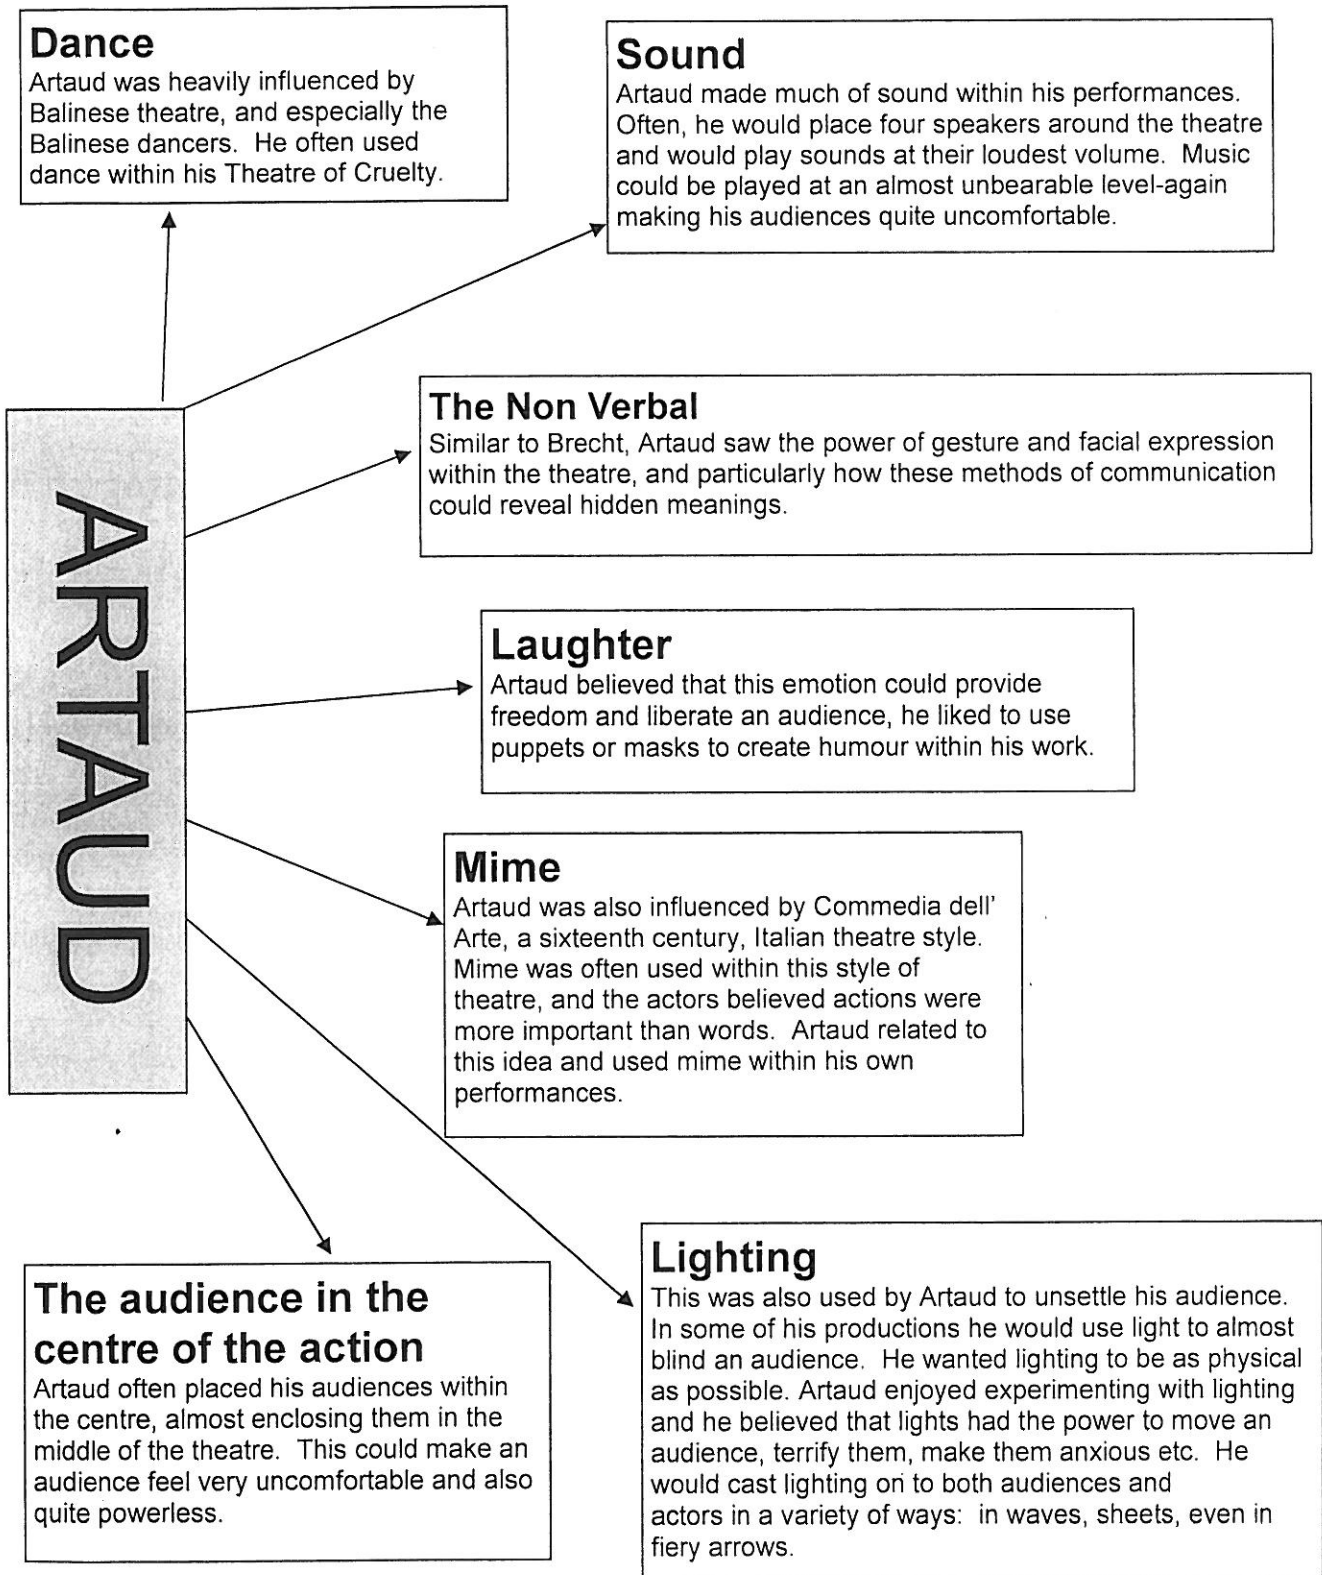 Dance
Artaud was heavily influenced by
Balinese theatre, and especially the
Balinese dancers. He often used
dance within his Theatre of Cruelty.
Sound
Artaud made much of sound within his performances.
Often, he would place four speakers around the theatre
and would play sounds at their loudest volume. Music
could be played at an almost unbearable level-again
making his audiences quite uncomfortable.
The Non Verbal
Similar to Brecht, Artaud saw the power of gesture and facial expression
within the theatre, and particularly how these methods of communication
could reveal hidden meanings.
ARTAUD
Laughter
Artaud believed that this emotion could provide
freedom and liberate an audience, he liked to use
puppets or masks to create humour within his work.
Mime
Artaud was also influenced by Commedia dell'
Arte, a sixteenth century, Italian theatre style.
Mime was often used within this style of
theatre, and the actors believed actions were
more important than words. Artaud related to
this idea and used mime within his own
performances.
The audience in the
centre of the action
Artaud often placed his audiences within
the centre, almost enclosing them in the
middle of the theatre. This could make an
audience feel very uncomfortable and also
quite powerless.
Lighting
This was also used by Artaud to unsettle his audience.
In some of his productions he would use light to almost
blind an audience. He wanted lighting to be as physical
as possible. Artaud enjoyed experimenting with lighting
and he believed that lights had the power to move an
audience, terrify them, make them anxious etc. He
would cast lighting on to both audiences and
actors in a variety of ways: in waves, sheets, even in
fiery arrows.